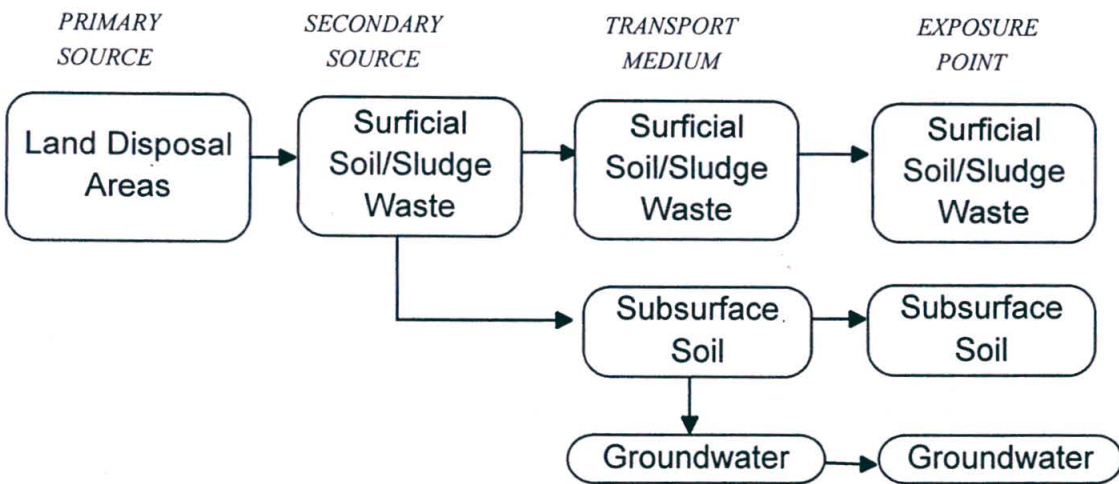 PRIMARY
SOURCE
SECONDARY
SOURCE
TRANSPORT
MEDIUM
EXPOSURE
POINT
Land Disposal
Areas
Surficial
Soil/Sludge
Waste
Surficial
Soil/Sludge
Waste
Surficial
Soil/Sludge
Waste
Subsurface
Soil
Subsurface
Soil
Groundwater
Groundwater